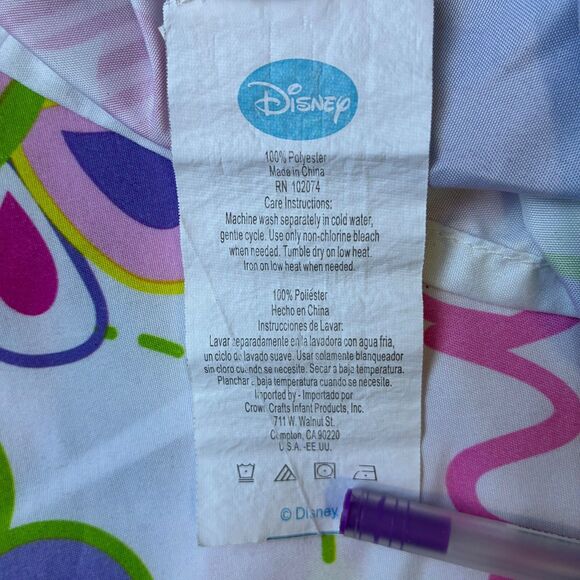 Disney
100% Polyester
Made in China
RN 102074
Care Instructions:
Machine wash separately in cold water,
gentle cycle. Use only non-chlorine bleach
when needed. Tumble dry on low heat.
Iron on low heat when needed.
100% Poliéster
Hecho en China
Instrucciones de Lavar:
Lavar separadamente en la lavadora con agua fria,
un ciclo de lavado suave. Usar solamente blanqueador
sin cloro cuando se necesite. Secar a baja temperatura.
Planchar a baja temperatura cuando se necesite.
Imported by - Importado por
Crown Crafts Infant Products, Inc.
711 W. Walnut St.
Compton, CA 90220
U.S.A.-EE.UU.
© Disney